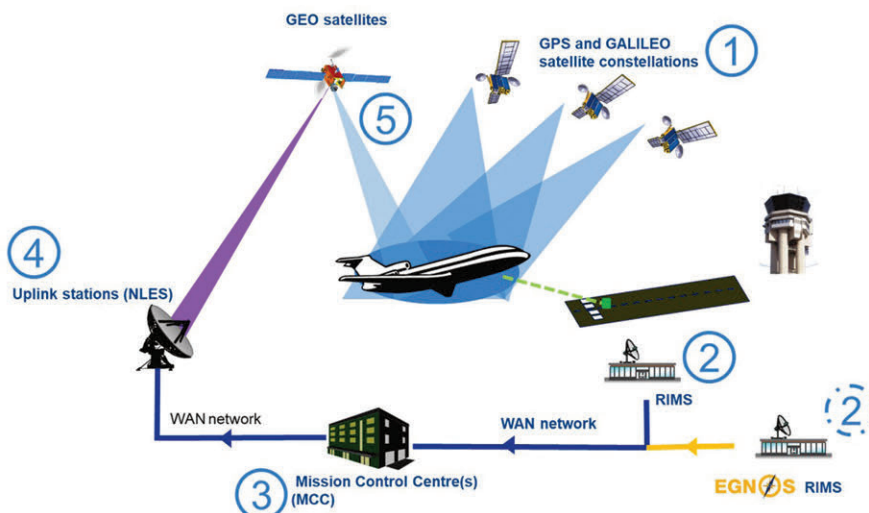 GEO satellites
GPS and GALILEO
satellite constellations
1
5
4
Uplink stations (NLES)
2
RIMS
WAN network
WAN network
2
3
Mission Control Centre(s)
(MCC)
EGNOS RIMS